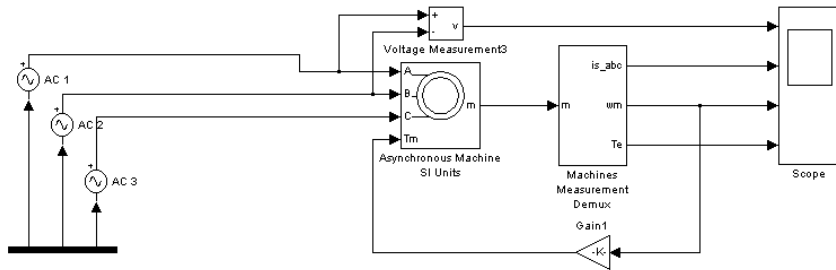 +
-
v
Voltage Measurement3
+
AC 1
+
AC 2
+
AC 3
A
B
C
Tm
m
Asynchronous Machine
SI Units
m
is_abc
wm
Te
Machines
Measurement
Demux
Scope
Gain1
-K-